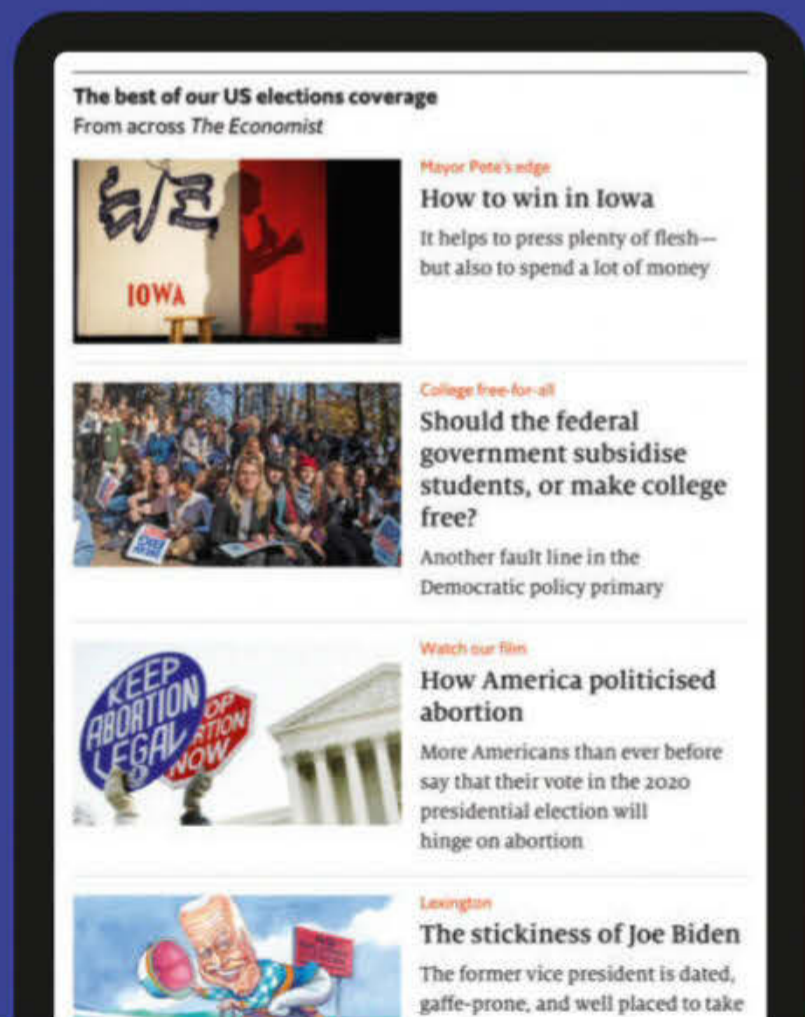 The best of our US elections coverage
From across The Economist
IOWA
Mayor Pete's edge
How to win in Iowa
It helps to press plenty of flesh—
but also to spend a lot of money
College free-for-all
Should the federal
government subsidise
students, or make college
free?
Another fault line in the
Democratic policy primary
KEEP
ABORTION
LEGAL
OP
RTION
NOW
Watch our film
How America politicised
abortion
More Americans than ever before
say that their vote in the 2020
presidential election will
hinge on abortion
Lexington
The stickiness of Joe Biden
The former vice president is dated,
gaffe-prone, and well placed to take